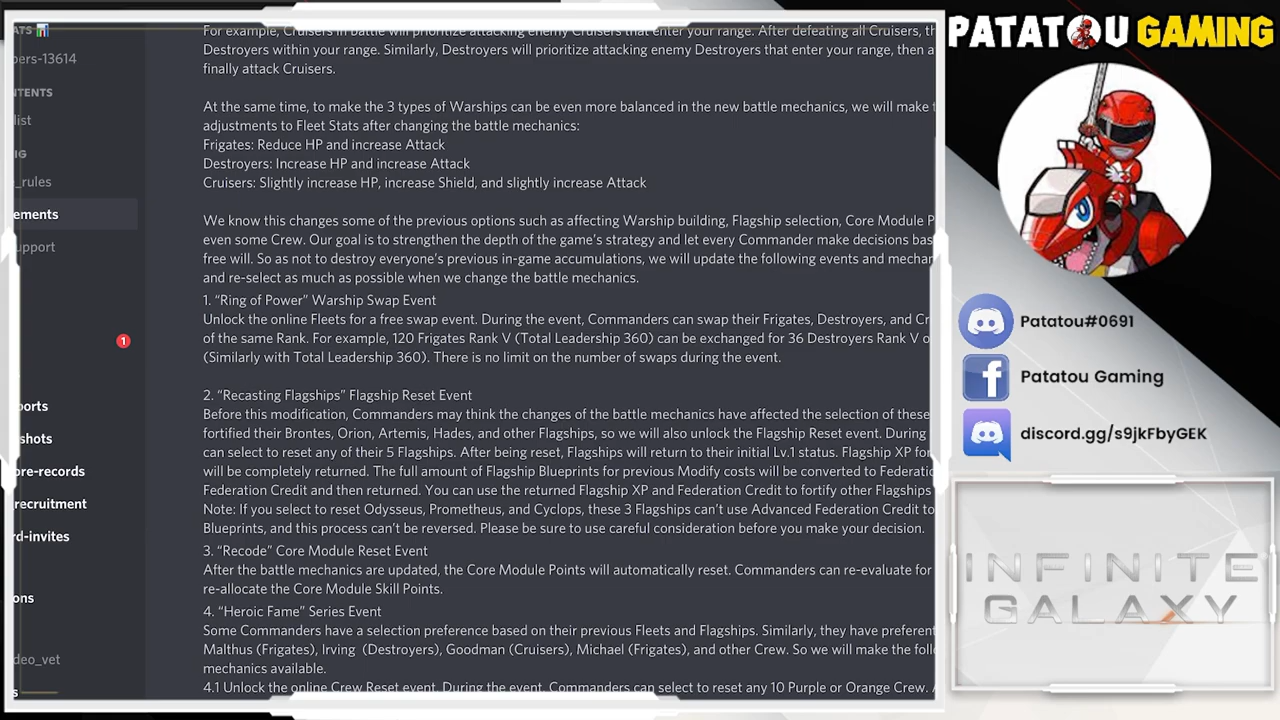 ATS
bers-13614
NTENTS
list
_rules
ements
upport
1
ports
shots
ore-records
recruitment
rd-invites
ons
deo_vet
For example, Cruisers in battle will prioritize attacking enemy Cruisers that enter your range. After defeating all Cruisers, th
Destroyers within your range. Similarly, Destroyers will prioritize attacking enemy Destroyers that enter your range, then a
finally attack Cruisers.
At the same time, to make the 3 types of Warships can be even more balanced in the new battle mechanics, we will make
adjustments to Fleet Stats after changing the battle mechanics:
Frigates: Reduce HP and increase Attack
Destroyers: Increase HP and increase Attack
Cruisers: Slightly increase HP, increase Shield, and slightly increase Attack
We know this changes some of the previous options such as affecting Warship building, Flagship selection, Core Module P
even some Crew. Our goal is to strengthen the depth of the game's strategy and let every Commander make decisions bas
free will. So as not to destroy everyone's previous in-game accumulations, we will update the following events and mechan
and re-select as much as possible when we change the battle mechanics.
1. “Ring of Power” Warship Swap Event
Unlock the online Fleets for a free swap event. During the event, Commanders can swap their Frigates, Destroyers, and Cr
of the same Rank. For example, 120 Frigates Rank V (Total Leadership 360) can be exchanged for 36 Destroyers Rank V o
(Similarly with Total Leadership 360). There is no limit on the number of swaps during the event.
2. “Recasting Flagships” Flagship Reset Event
Before this modification, Commanders may think the changes of the battle mechanics have affected the selection of these
fortified their Brontes, Orion, Artemis, Hades, and other Flagships, so we will also unlock the Flagship Reset event. During
can select to reset any of their 5 Flagships. After being reset, Flagships will return to their initial Lv.1 status. Flagship XP for
will be completely returned. The full amount of Flagship Blueprints for previous Modify costs will be converted to Federatio
Federation Credit and then returned. You can use the returned Flagship XP and Federation Credit to fortify other Flagships
Note: If you select to reset Odysseus, Prometheus, and Cyclops, these 3 Flagships can't use Advanced Federation Credit to
Blueprints, and this process can't be reversed. Please be sure to use careful consideration before you make your decision.
3. “Recode” Core Module Reset Event
After the battle mechanics are updated, the Core Module Points will automatically reset. Commanders can re-evaluate for
re-allocate the Core Module Skill Points.
4. “Heroic Fame” Series Event
Some Commanders have a selection preference based on their previous Fleets and Flagships. Similarly, they have preferen
Malthus (Frigates), Irving (Destroyers), Goodman (Cruisers), Michael (Frigates), and other Crew. So we will make the foll
mechanics available.
4.1 Unlock the online Crew Reset event. During the event, Commanders can select to reset any 10 Purple or Orange Crew. A
PATATOU GAMING
Patatou#0691
Patatou Gaming
discord.gg/s9jkFbyGEK
INFINITE
GALAXY